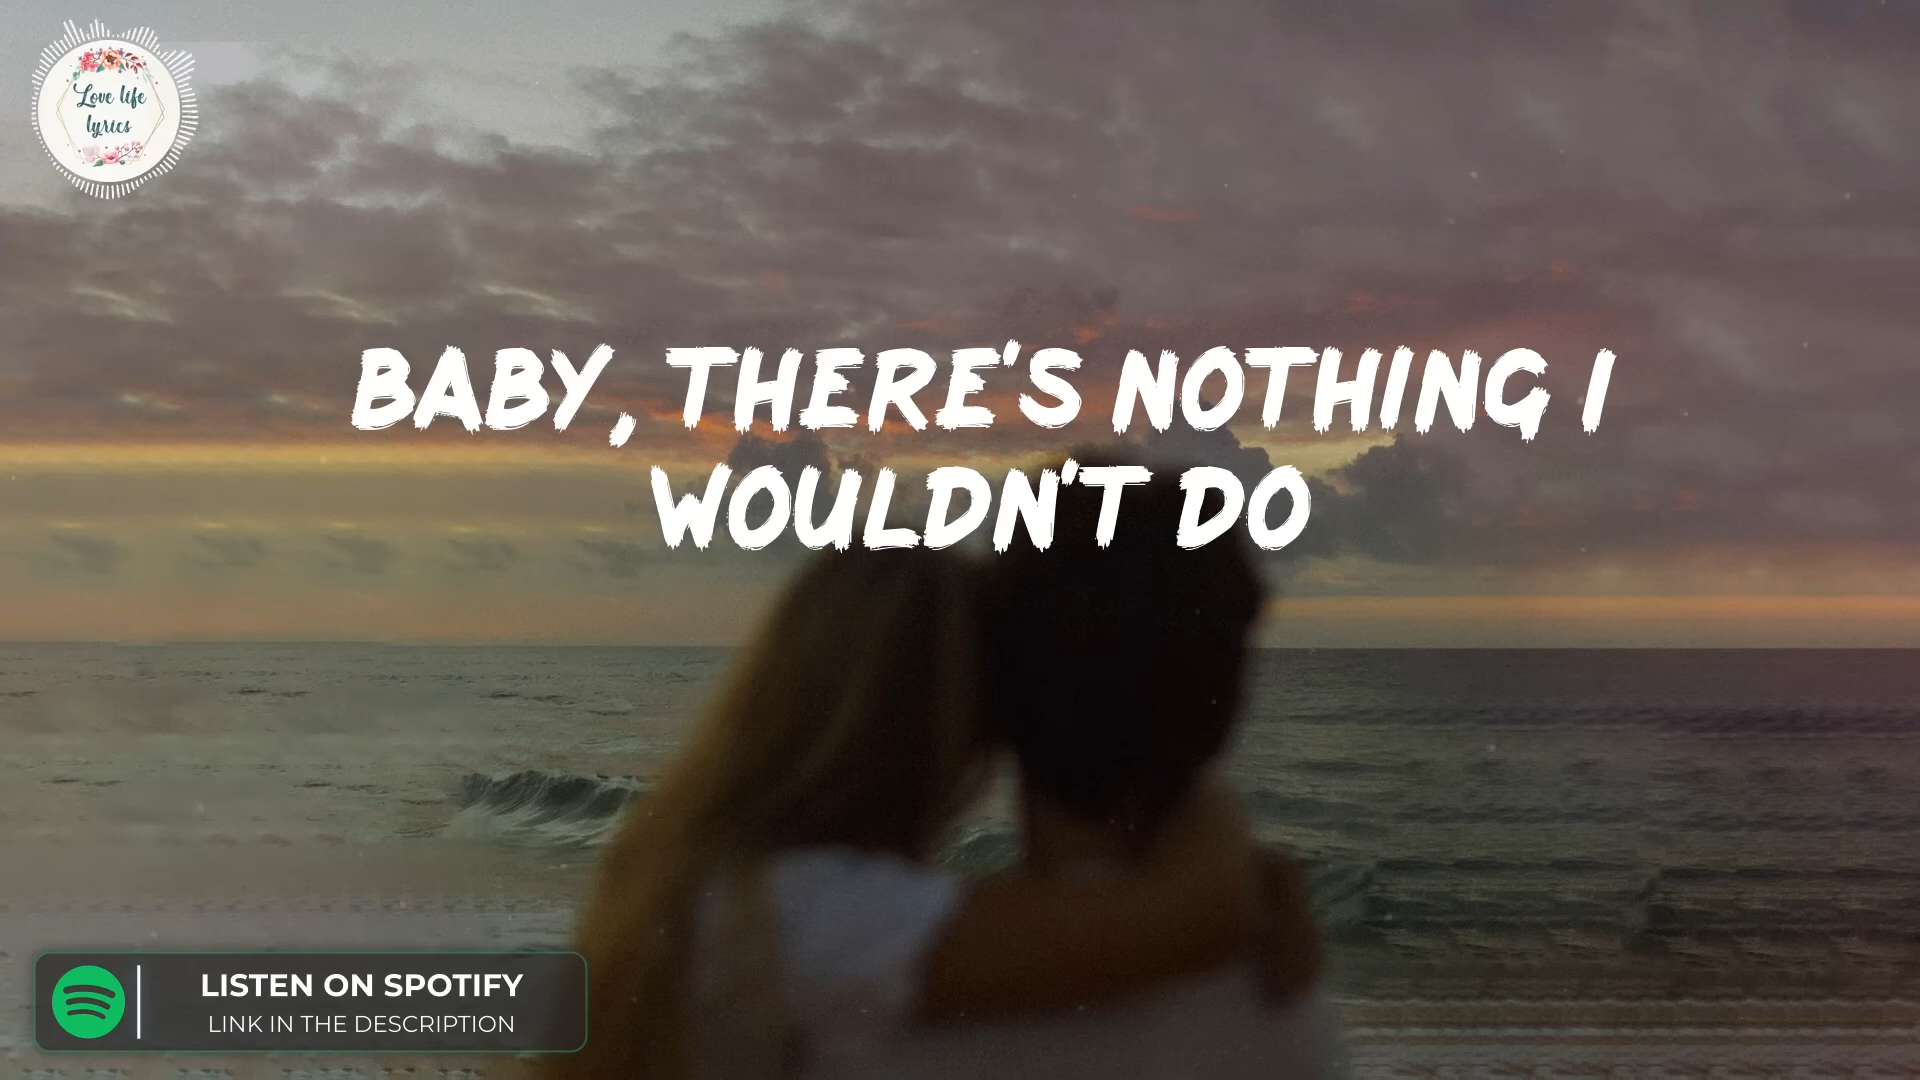 Love life
lyrics
BABY, THERE'S NOTHING I
WOULDN'T DO
LISTEN ON SPOTIFY
LINK IN THE DESCRIPTION